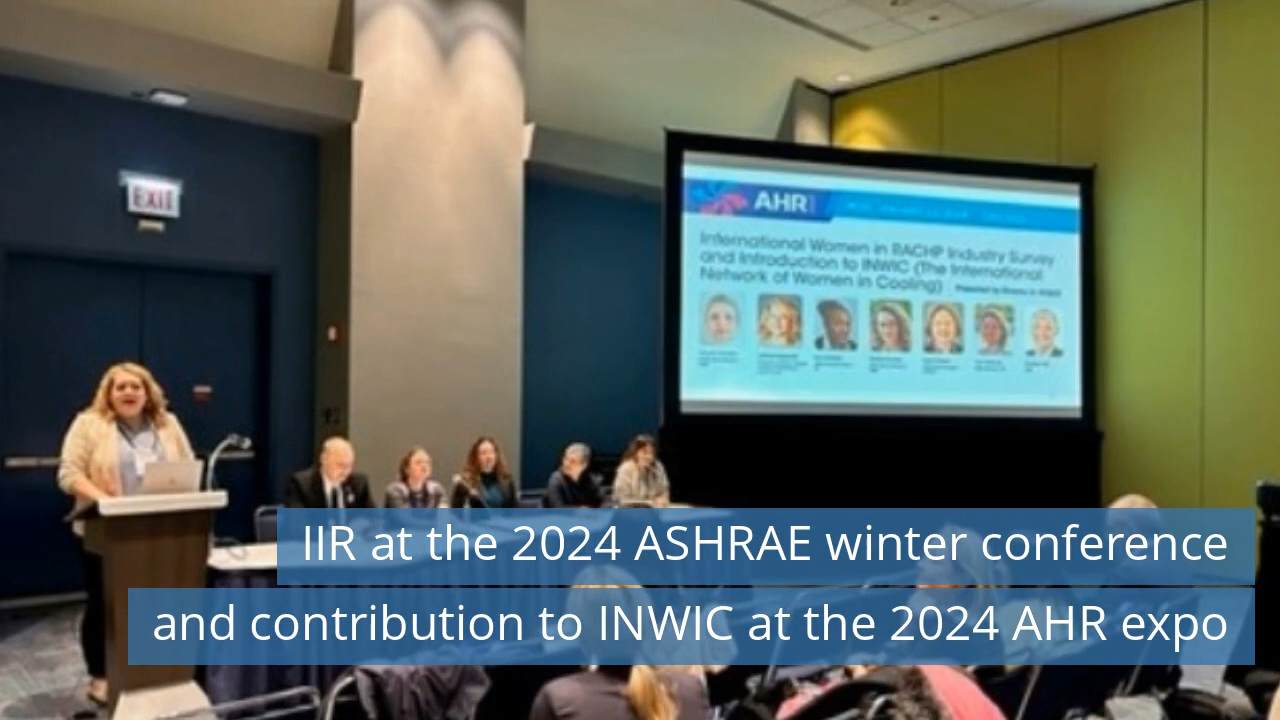 EXIT
AHR
International Women in RACHP Industry Survey
and Introduction to INWIC (The International
Network of Women in Cooling)
IIR at the 2024 ASHRAE winter conference
and contribution to INWIC at the 2024 AHR expo